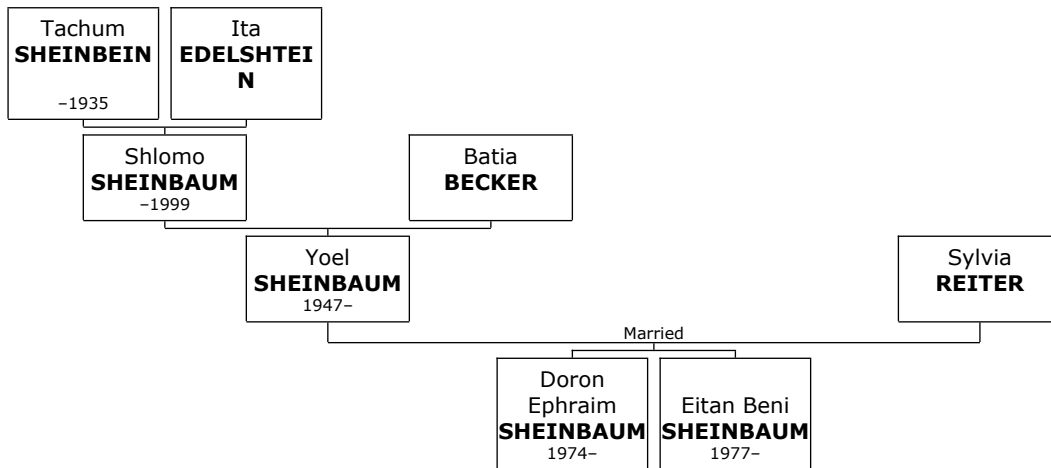 Tachum
SHEINBEIN
–1935
Ita
EDELSHTEI
N
Shlomo
SHEINBAUM
–1999
Batia
BECKER
Yoel
SHEINBAUM
1947–
Sylvia
REITER
Married
Doron
Ephraim
SHEINBAUM
1974–
Eitan Beni
SHEINBAUM
1977–